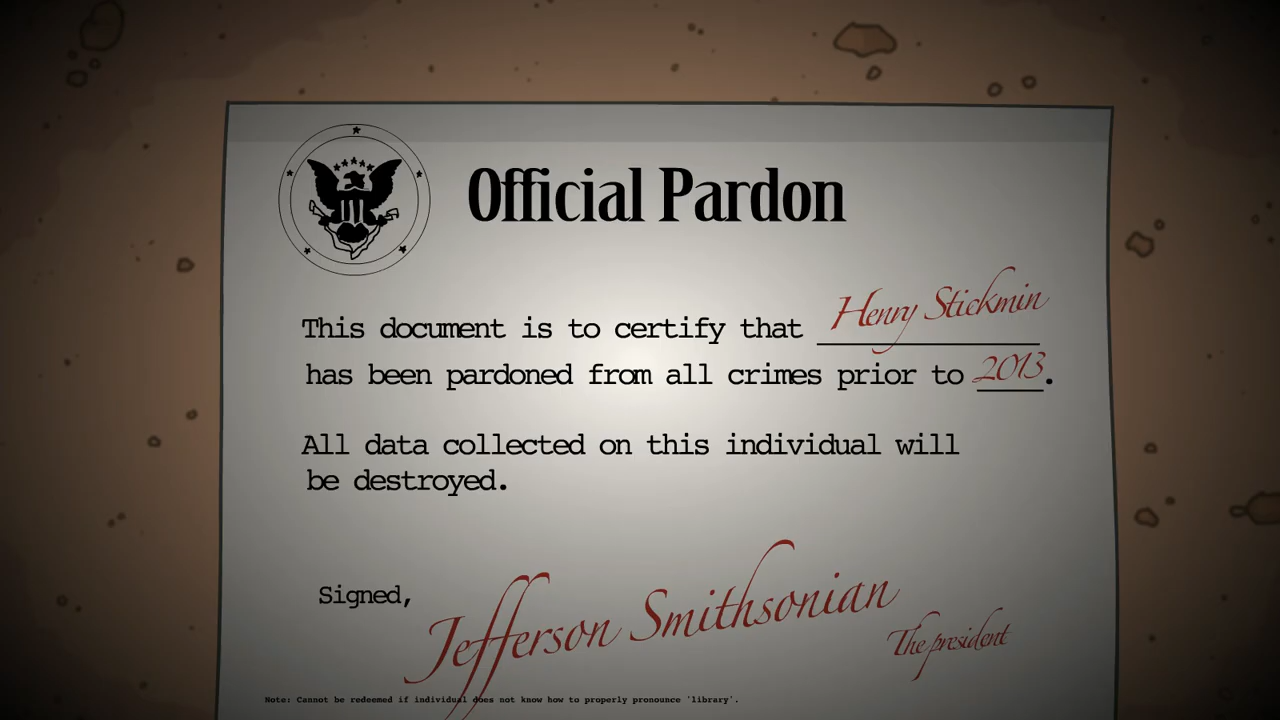 Official Pardon
This document is to certify that Henry Stickmin
has been pardoned from all crimes prior to 2013.
All data collected on this individual will
be destroyed.
Signed, Jefferson Smithsonian
The president
Note: Cannot be redeemed if individual does not know how to properly pronounce 'library'.